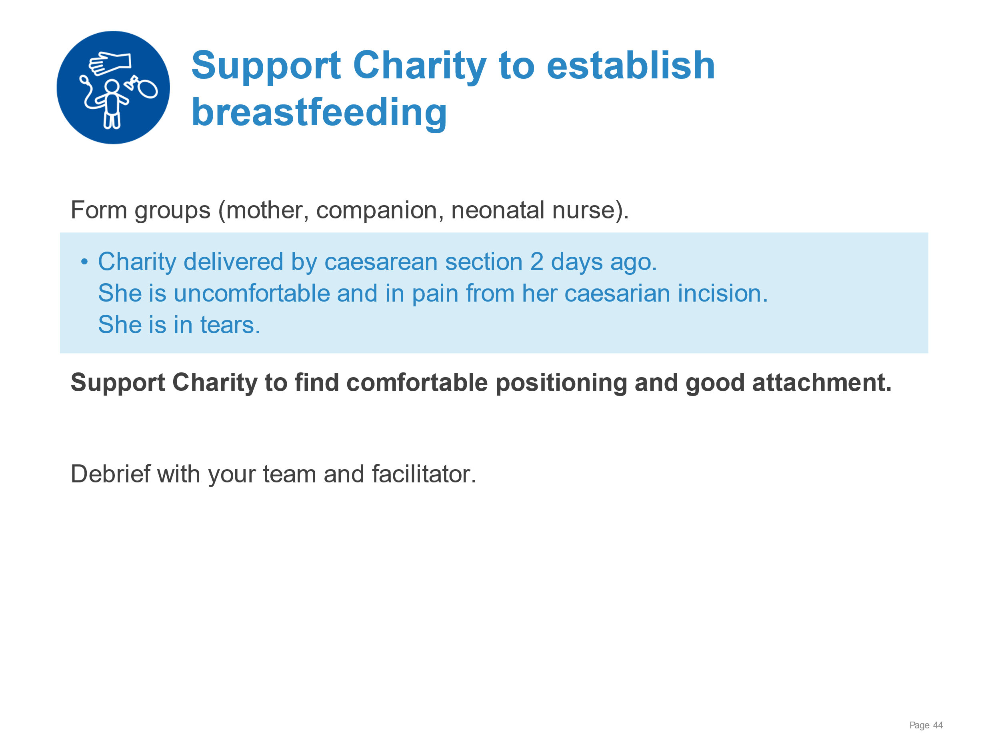 Support Charity to establish
breastfeeding
Form groups (mother, companion, neonatal nurse).
• Charity delivered by caesarean section 2 days ago.
She is uncomfortable and in pain from her caesarian incision.
She is in tears.
Support Charity to find comfortable positioning and good attachment.
Debrief with your team and facilitator.
Page 44